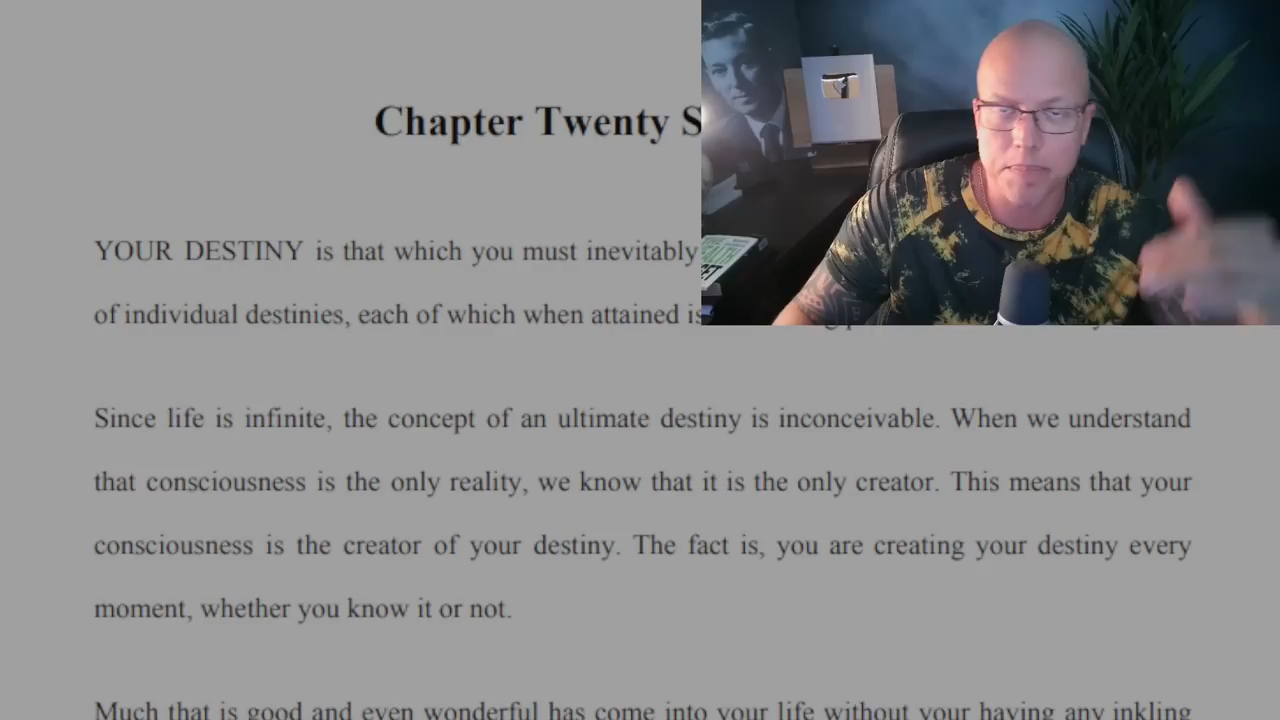 Chapter Twenty S
YOUR DESTINY is that which you must inevitably
of individual destinies, each of which when attained is
Since life is infinite, the concept of an ultimate destiny is inconceivable. When we understand
that consciousness is the only reality, we know that it is the only creator. This means that your
consciousness is the creator of your destiny. The fact is, you are creating your destiny every
moment, whether you know it or not.
Much that is good and even wonderful has come into your life without your having any inkling